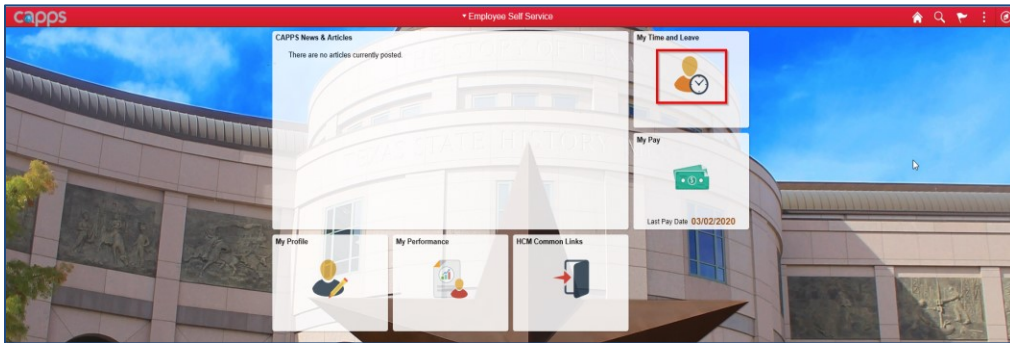 capps
Employee Self Service
CAPPS News & Articles
There are no articles currently posted.
My Time and Leave
My Pay
Last Pay Date 03/02/2020
My Profile
My Performance
HCM Common Links